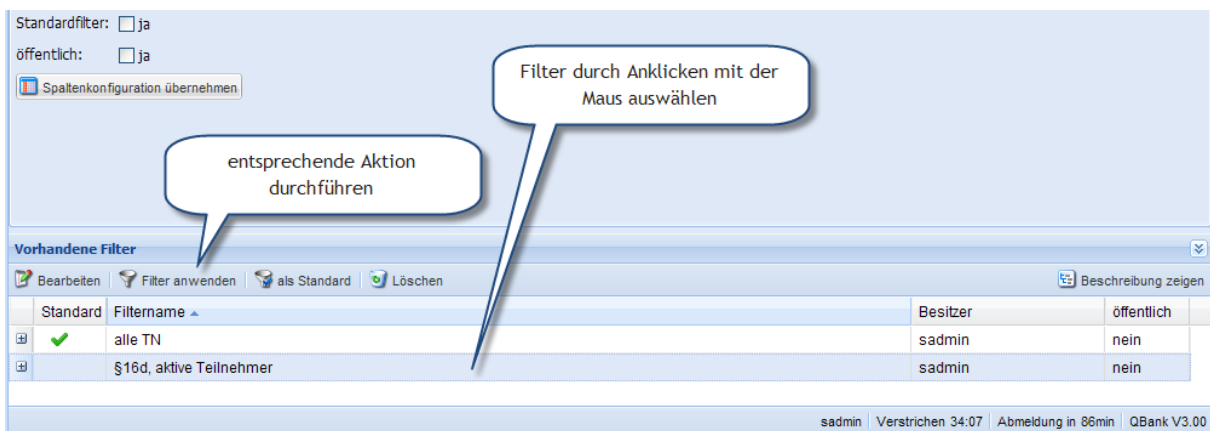 Standardfilter: ja
öffentlich: ja
Spaltenkonfiguration übernehmen
Filter durch Anklicken mit der
Maus auswählen
entsprechende Aktion
durchführen
Vorhandene Filter
Bearbeiten Filter anwenden als Standard Löschen Beschreibung zeigen
Standard Filtername Besitzer öffentlich
alle TN sadmin nein
§16d, aktive Teilnehmer sadmin nein
sadmin Verstrichen 34:07 Abmeldung in 86min QBank V3.00